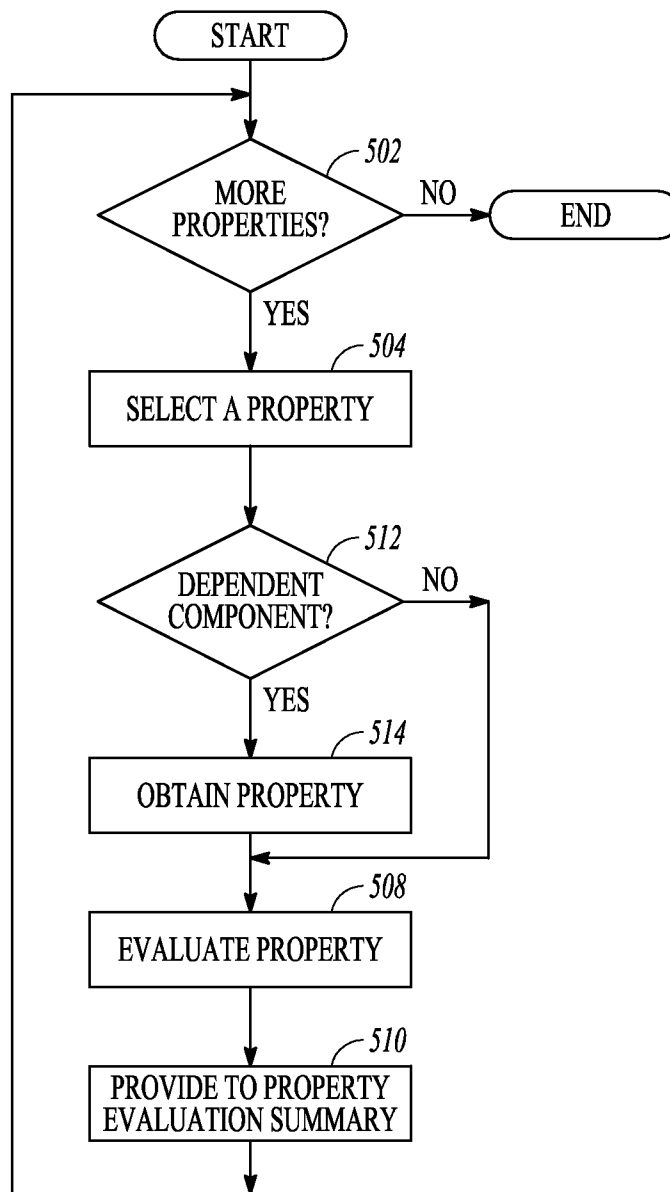 START
502
MORE
PROPERTIES?
NO
END
YES
504
SELECT A PROPERTY
512
DEPENDENT
COMPONENT?
NO
YES
514
OBTAIN PROPERTY
508
EVALUATE PROPERTY
510
PROVIDE TO PROPERTY
EVALUATION SUMMARY